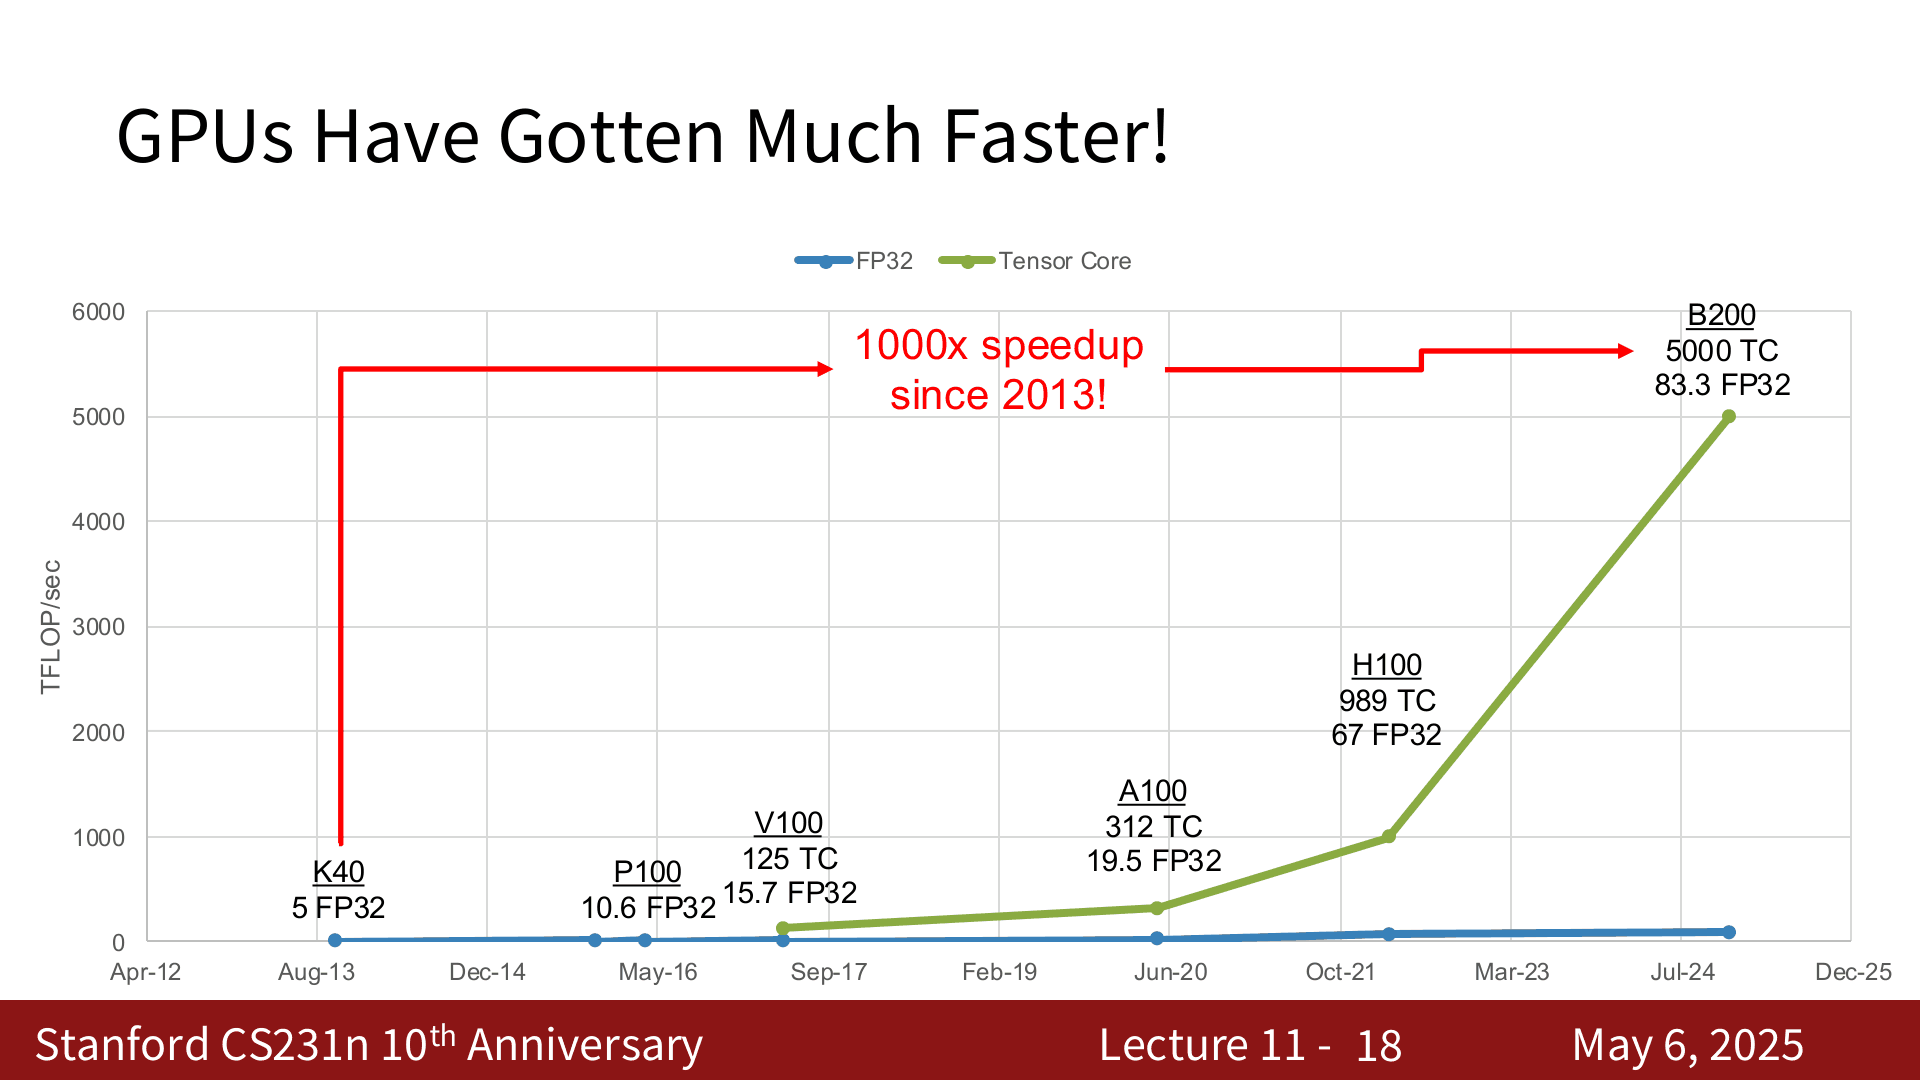 GPUs Have Gotten Much Faster!
FP32
Tensor Core
TFLOP/sec
6000
5000
4000
3000
2000
1000
0
1000x speedup
since 2013!
K40
5 FP32
P100
10.6 FP32
V100
125 TC
15.7 FP32
A100
312 TC
19.5 FP32
H100
989 TC
67 FP32
B200
5000 TC
83.3 FP32
Apr-12
Aug-13
Dec-14
May-16
Sep-17
Feb-19
Jun-20
Oct-21
Mar-23
Jul-24
Dec-25
Stanford CS231n 10th Anniversary
Lecture 11 - 18
May 6, 2025